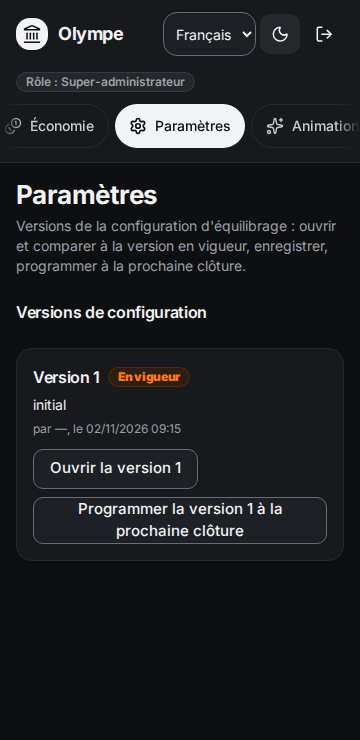 Olympe
Français
Rôle : Super-administrateur
Économie
Paramètres
Animation
Paramètres
Versions de la configuration d'équilibrage : ouvrir
et comparer à la version en vigueur, enregistrer,
programmer à la prochaine clôture.
Versions de configuration
Version 1
En vigueur
initial
par —, le 02/11/2026 09:15
Ouvrir la version 1
Programmer la version 1 à la
prochaine clôture